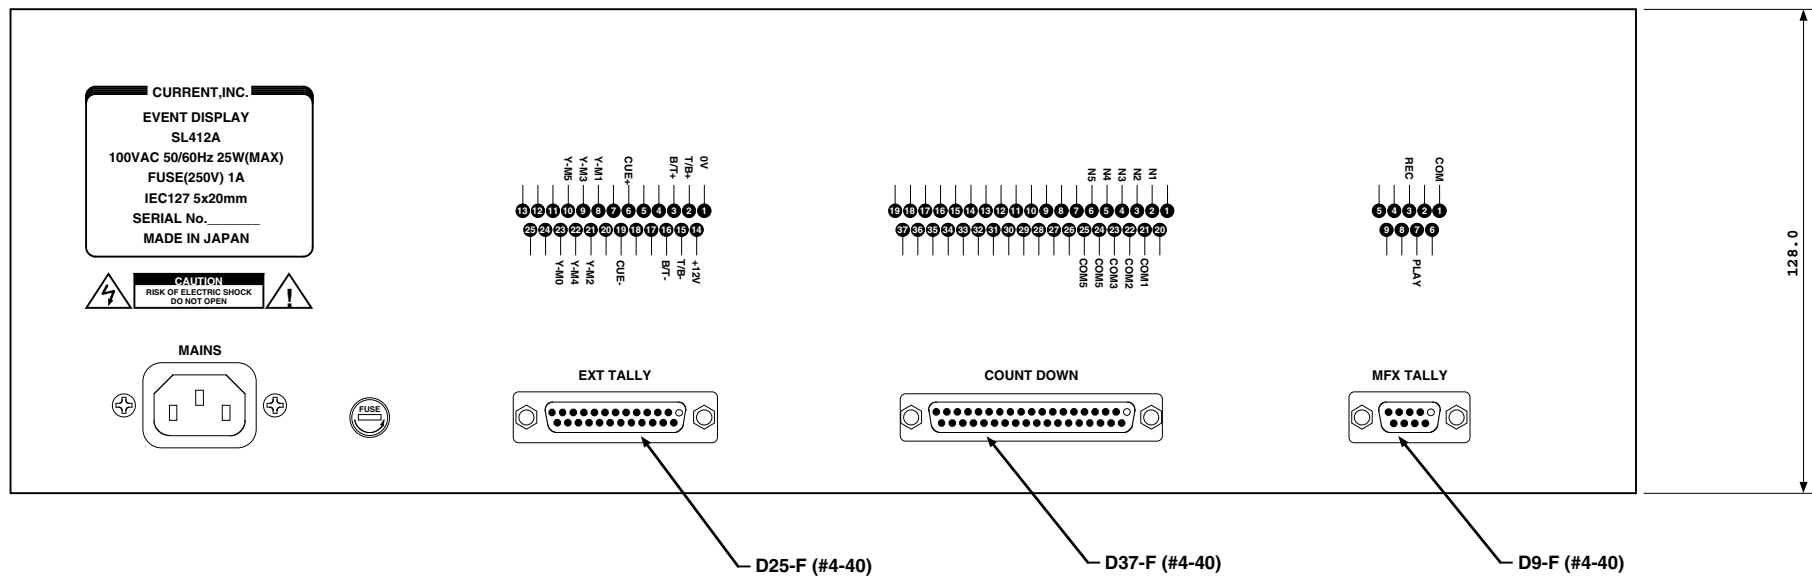 CURRENT,INC.
EVENT DISPLAY
SL412A
100VAC 50/60Hz 25W(MAX)
FUSE(250V) 1A
IEC127 5x20mm
SERIAL No._______
MADE IN JAPAN
CAUTION
RISK OF ELECTRIC SHOCK
DO NOT OPEN
MAINS
FUSE
Y-M5 Y-M3 Y-M1 CUE+ B/T+ T/B+ 0V
13 12 11 10 9 8 7 6 5 4 3 2 1
25 24 23 22 21 20 19 18 17 16 15 14
Y-M0 Y-M4 Y-M2 CUE- B/T- T/B- +12V
EXT TALLY
N5 N4 N3 N2 N1
19 18 17 16 15 14 13 12 11 10 9 8 7 6 5 4 3 2 1
37 36 35 34 33 32 31 30 29 28 27 26 25 24 23 22 21 20
COM5 COM5 COM3 COM2 COM1
COUNT DOWN
REC COM
5 4 3 2 1
9 8 7 6
PLAY
MFX TALLY
128.0
D25-F (#4-40)
D37-F (#4-40)
D9-F (#4-40)